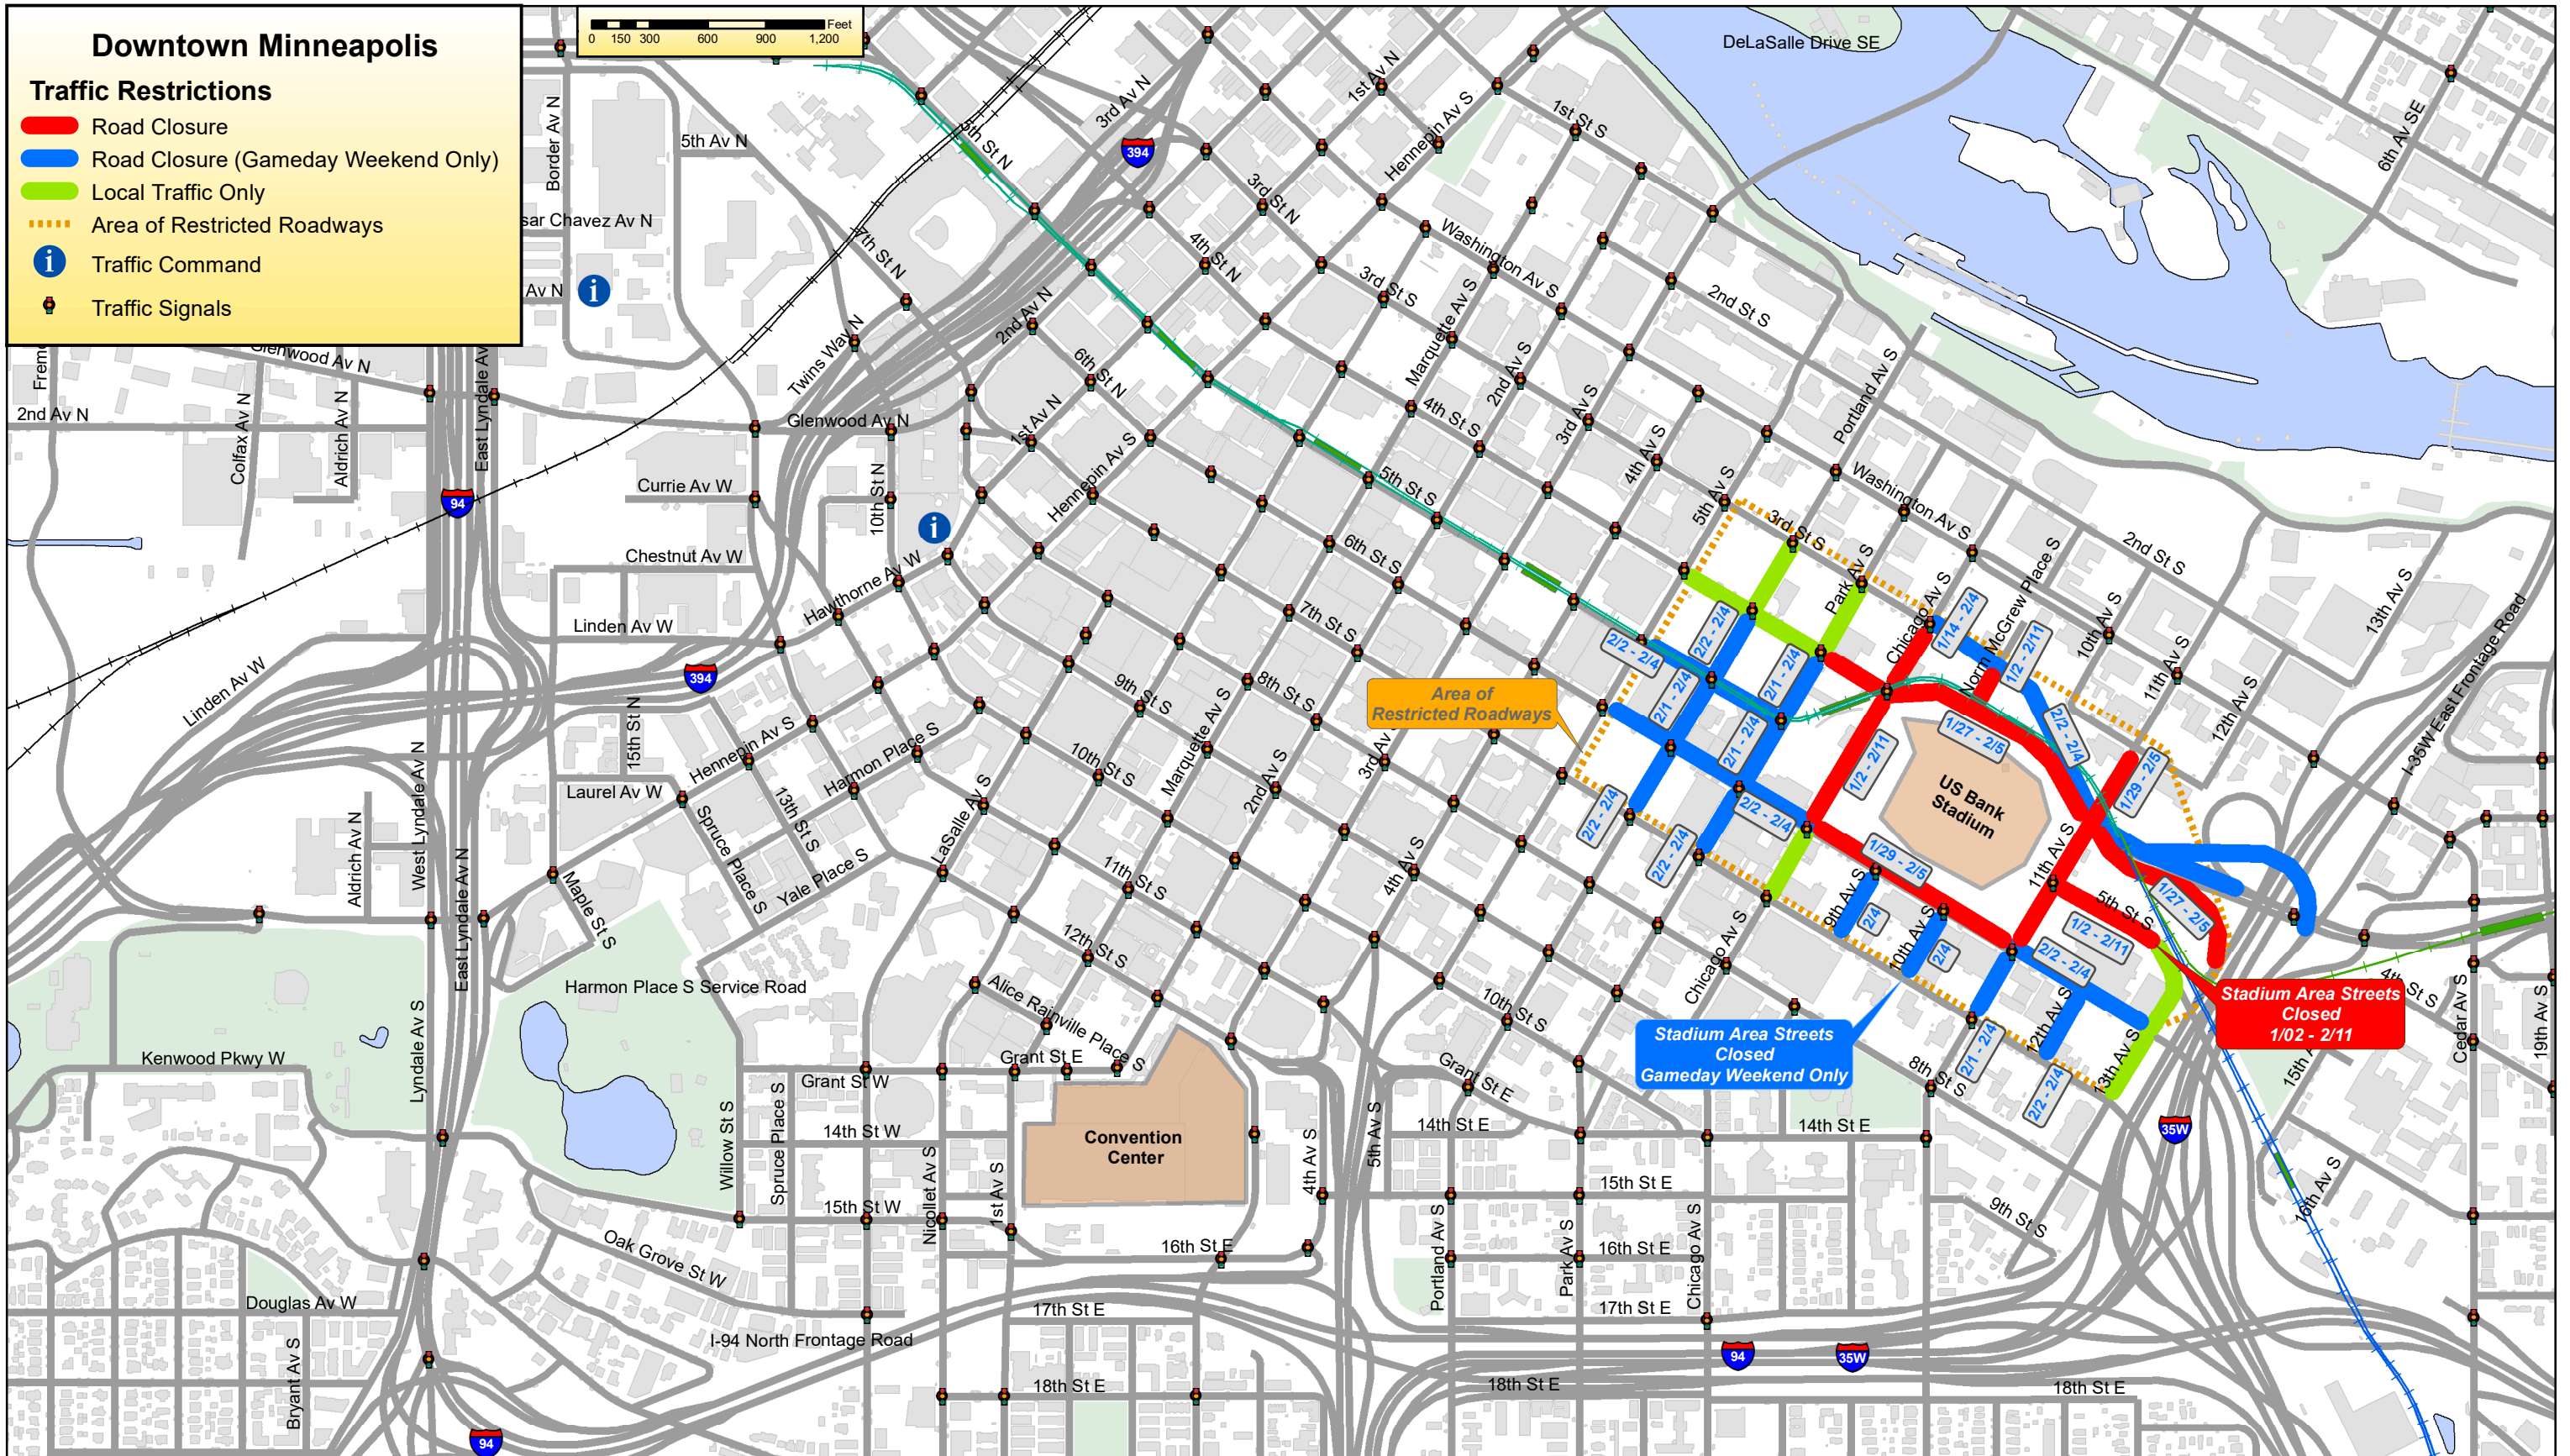 Downtown Minneapolis
Traffic Restrictions
Road Closure
Road Closure (Gameday Weekend Only)
Local Traffic Only
Area of Restricted Roadways
i
Traffic Command
Traffic Signals
Feet
0 150 300 600 900 1,200
DeLaSalle Drive SE
6th Av SE
Border Av N
5th Av N
5th St N
3rd Av N
394
1st Av N
Hennepin Av S
1st St S
sar Chavez Av N
Av N
i
7th St N
3rd St N
4th St N
Washington Av S
3rd St S
2nd St S
Marquette Av S
2nd Av N
Twins Way N
6th St N
1st Av N
Glenwood Av N
Glenwood Av N
2nd Av N
Colfax Av N
Aldrich Av N
East Lyndale Av
2nd Av S
3rd Av S
4th St S
4th Av S
5th Av S
Portland Av S
Washington Av S
2nd St S
94
Currie Av W
10th St N
Hennepin Av S
5th St S
3rd St S
Park Av S
Chicago Av S
Norm McGrew Place S
10th Av S
11th Av S
12th Av S
13th Av S
I-35W East Frontage Road
Chestnut Av W
i
Hawthorne Av W
Linden Av W
Linden Av W
394
6th St S
7th St S
8th St S
9th St S
10th St S
11th St S
12th St S
Marquette Av S
2nd Av S
3rd Av S
4th Av S
Area of
Restricted Roadways
2/2 - 2/4
2/2 - 2/4
2/1 - 2/4
2/1 - 2/4
2/1 - 2/4
1/14 - 2/4
1/2 - 2/11
2/2 - 2/4
1/27 - 2/5
1/29 - 2/5
1/2 - 2/11
2/2 - 2/4
2/2 - 2/4
2/2 - 2/4
US Bank
Stadium
1/29 - 2/5
11th Av S
5th St S
1/27 - 2/5
1/2 - 2/11
9th Av S
2/4
10th Av S
2/4
2/2 - 2/4
12th Av S
2/1 - 2/4
2/2 - 2/4
13th Av S
Stadium Area Streets
Closed
1/02 - 2/11
Stadium Area Streets
Closed
Gameday Weekend Only
4th St S
15th
16th Av S
Cedar Av S
19th Av S
35W
15th St N
Hennepin Av S
Harmon Place S
Laurel Av W
13th St S
Spruce Place S
Yale Place S
LaSalle Av S
Maple St S
Aldrich Av N
West Lyndale Av N
East Lyndale Av N
Lyndale Av S
Harmon Place S Service Road
Alice Rainville Place S
Chicago Av S
10th St S
Grant St E
8th St S
9th St S
Kenwood Pkwy W
Grant St W
Grant St E
14th St W
Willow St S
Spruce Place S
Nicollet Av S
1st Av S
Convention
Center
4th Av S
5th Av S
14th St E
14th St E
15th St W
15th St E
16th St E
16th St E
Portland Av S
Park Av S
Chicago Av S
Oak Grove St W
Douglas Av W
Bryant Av S
I-94 North Frontage Road
17th St E
17th St E
18th St E
18th St E
18th St E
94
35W
94